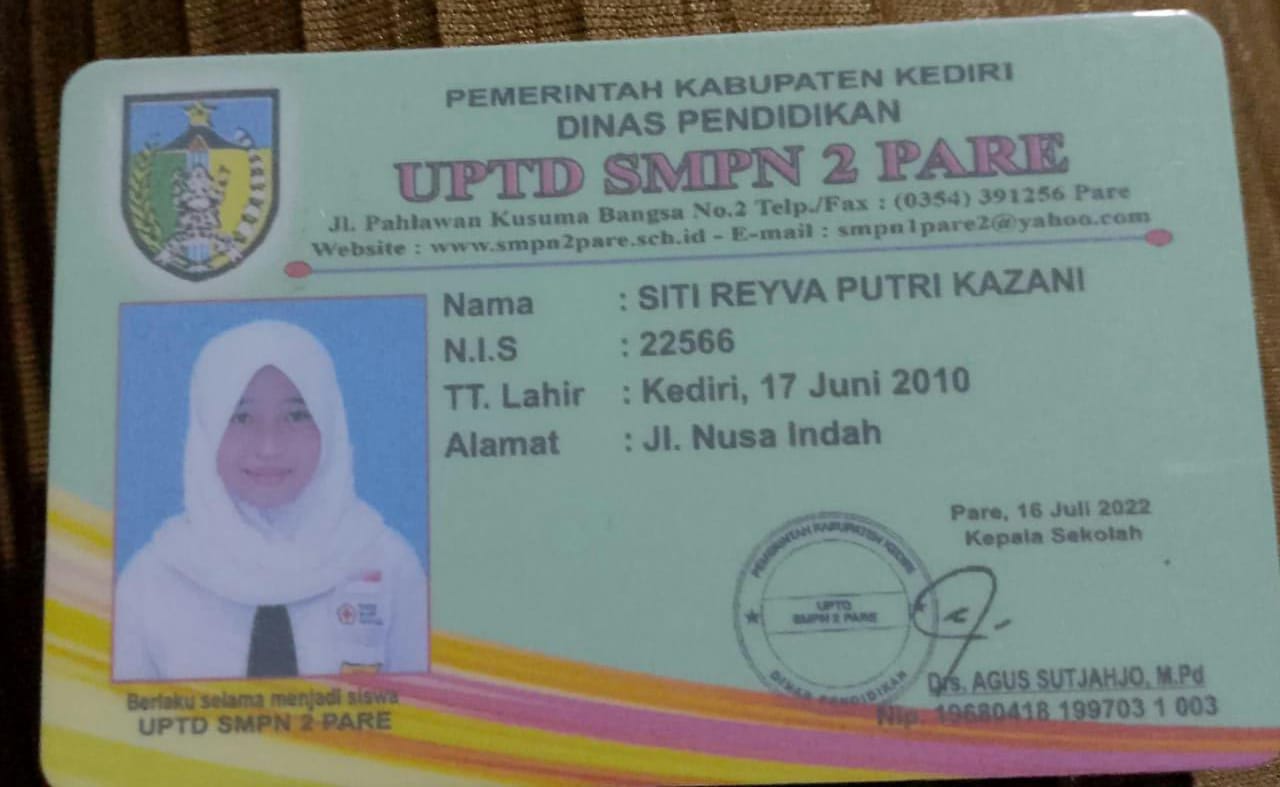 PEMERINTAH KABUPATEN KEDIRI
DINAS PENDIDIKAN
UPTD SMPN 2 PARE
Jl. Pahlawan Kusuma Bangsa No.2 Telp./Fax : (0354) 391256 Pare
Website : www.smpn2pare.sch.id - E-mail : smpn1pare2@yahoo.com
Nama : SITI REYVA PUTRI KAZANI
N.I.S : 22566
TT. Lahir : Kediri, 17 Juni 2010
Alamat : Jl. Nusa Indah
Pare, 16 Juli 2022
Kepala Sekolah
PEMERINTAH KABUPATEN KEDIRI
UPTD
SMPN 2 PARE
DINAS PENDIDIKAN
Drs. AGUS SUTJAHJO, M.Pd
Nip. 19680418 199703 1 003
Berlaku selama menjadi siswa
UPTD SMPN 2 PARE